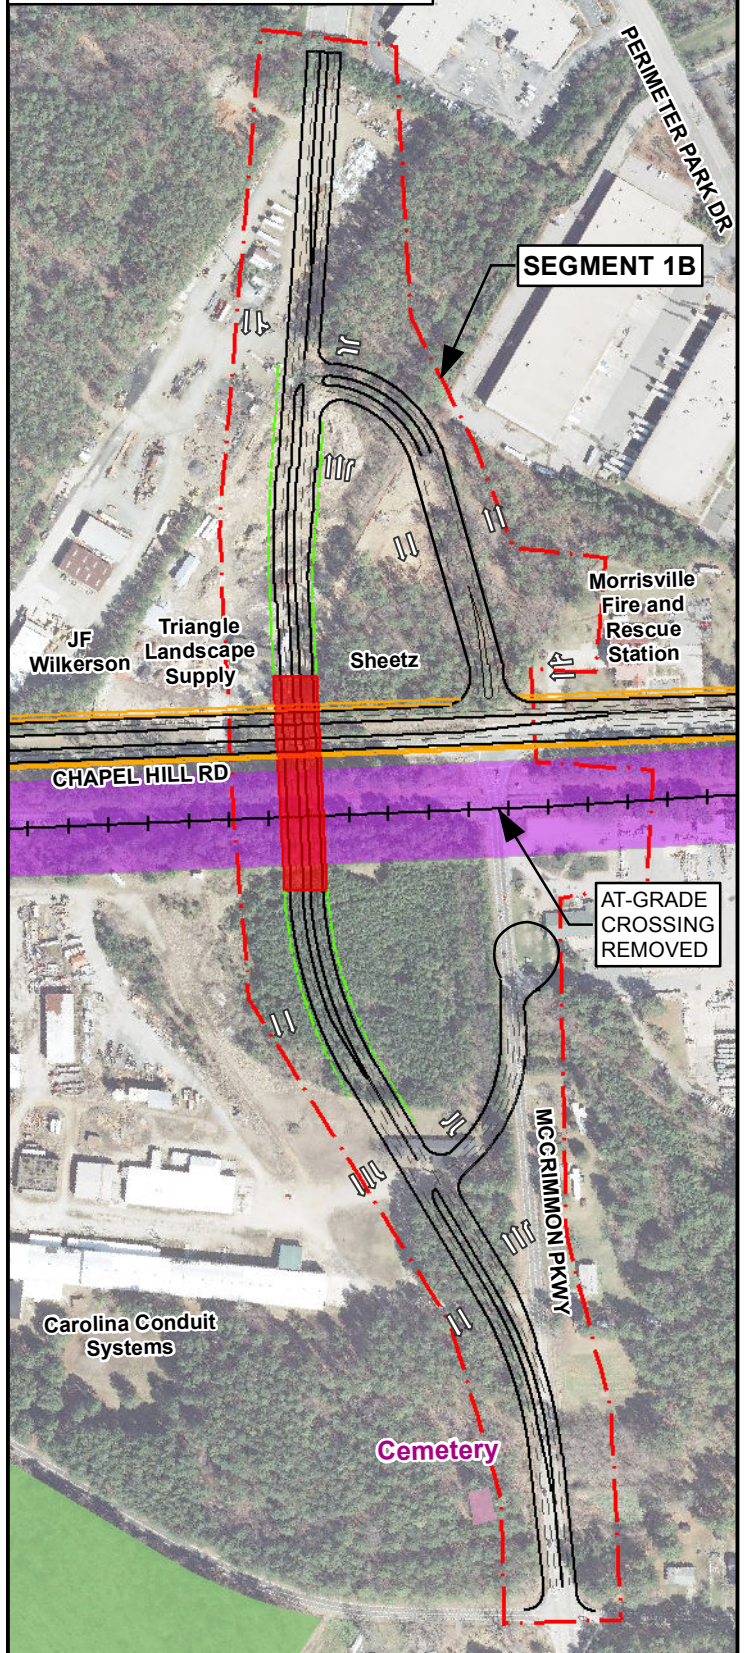 PERIMETER PARK DR
SEGMENT 1B
Morrisville
Fire and
Rescue
Station
JF
Wilkerson
Triangle
Landscape
Supply
Sheetz
CHAPEL HILL RD
AT-GRADE
CROSSING
REMOVED
MCCRIMMON PKWY
Carolina Conduit
Systems
Cemetery